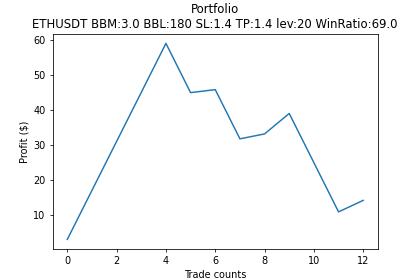 Portfolio
ETHUSDT BBM:3.0 BBL:180 SL:1.4 TP:1.4 lev:20 WinRatio:69.0
60
50
40
30
20
10
Profit ($)
0 2 4 6 8 10 12
Trade counts